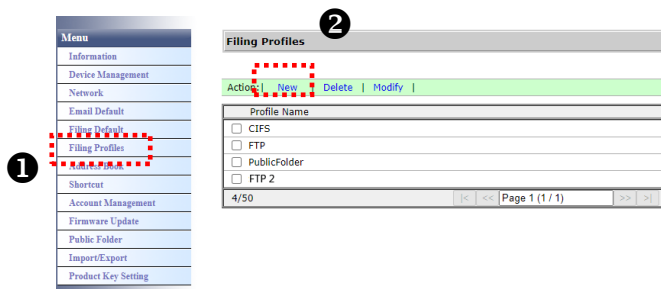 ❷
Menu
Filing Profiles
Information
Device Management
Action:| New | Delete | Modify |
Network
Email Default
Profile Name
Filing Default
CIFS
Filing Profiles
FTP
❶
Address Book
PublicFolder
Shortcut
FTP 2
Account Management
4/50 |< << Page 1 (1 / 1) >> >|
Firmware Update
Public Folder
Import/Export
Product Key Setting